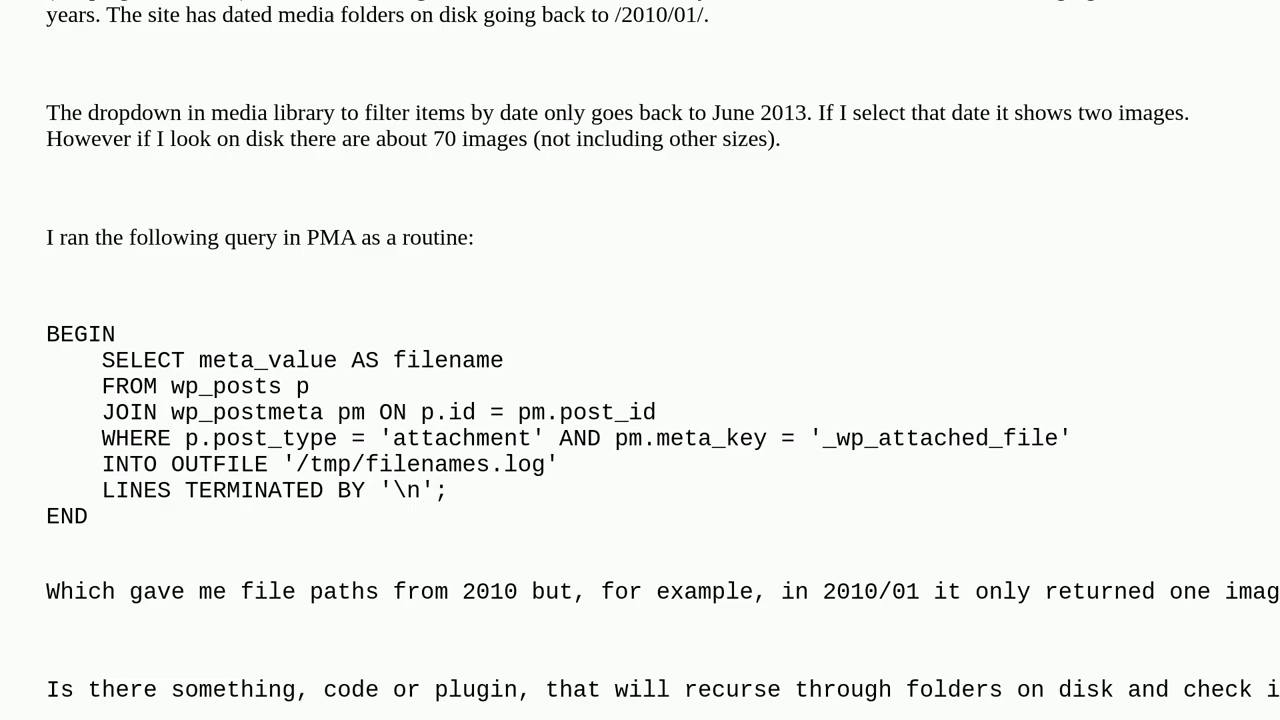 years. The site has dated media folders on disk going back to /2010/01/.
The dropdown in media library to filter items by date only goes back to June 2013. If I select that date it shows two images.
However if I look on disk there are about 70 images (not including other sizes).
I ran the following query in PMA as a routine:
BEGIN
    SELECT meta_value AS filename
    FROM wp_posts p
    JOIN wp_postmeta pm ON p.id = pm.post_id
    WHERE p.post_type = 'attachment' AND pm.meta_key = '_wp_attached_file'
    INTO OUTFILE '/tmp/filenames.log'
    LINES TERMINATED BY '\n';
END
Which gave me file paths from 2010 but, for example, in 2010/01 it only returned one imag
Is there something, code or plugin, that will recurse through folders on disk and check i